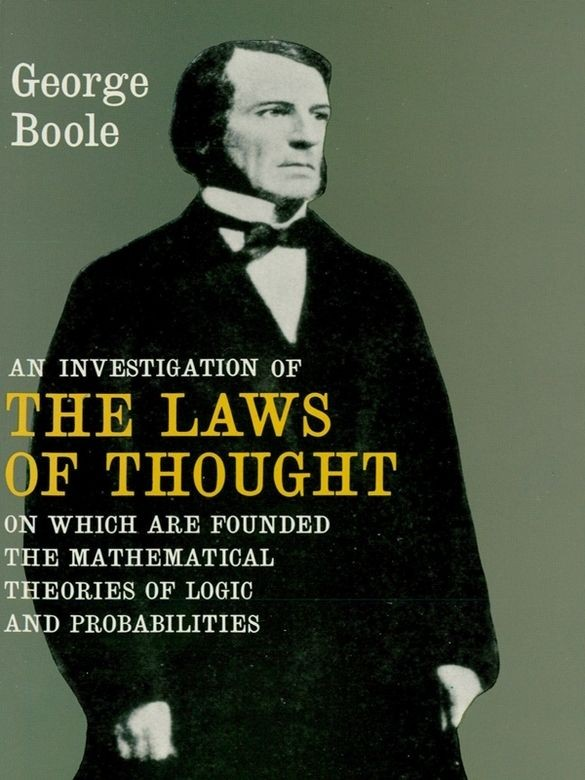 George
Boole
AN INVESTIGATION OF
THE LAWS
OF THOUGHT
ON WHICH ARE FOUNDED
THE MATHEMATICAL
THEORIES OF LOGIC
AND PROBABILITIES